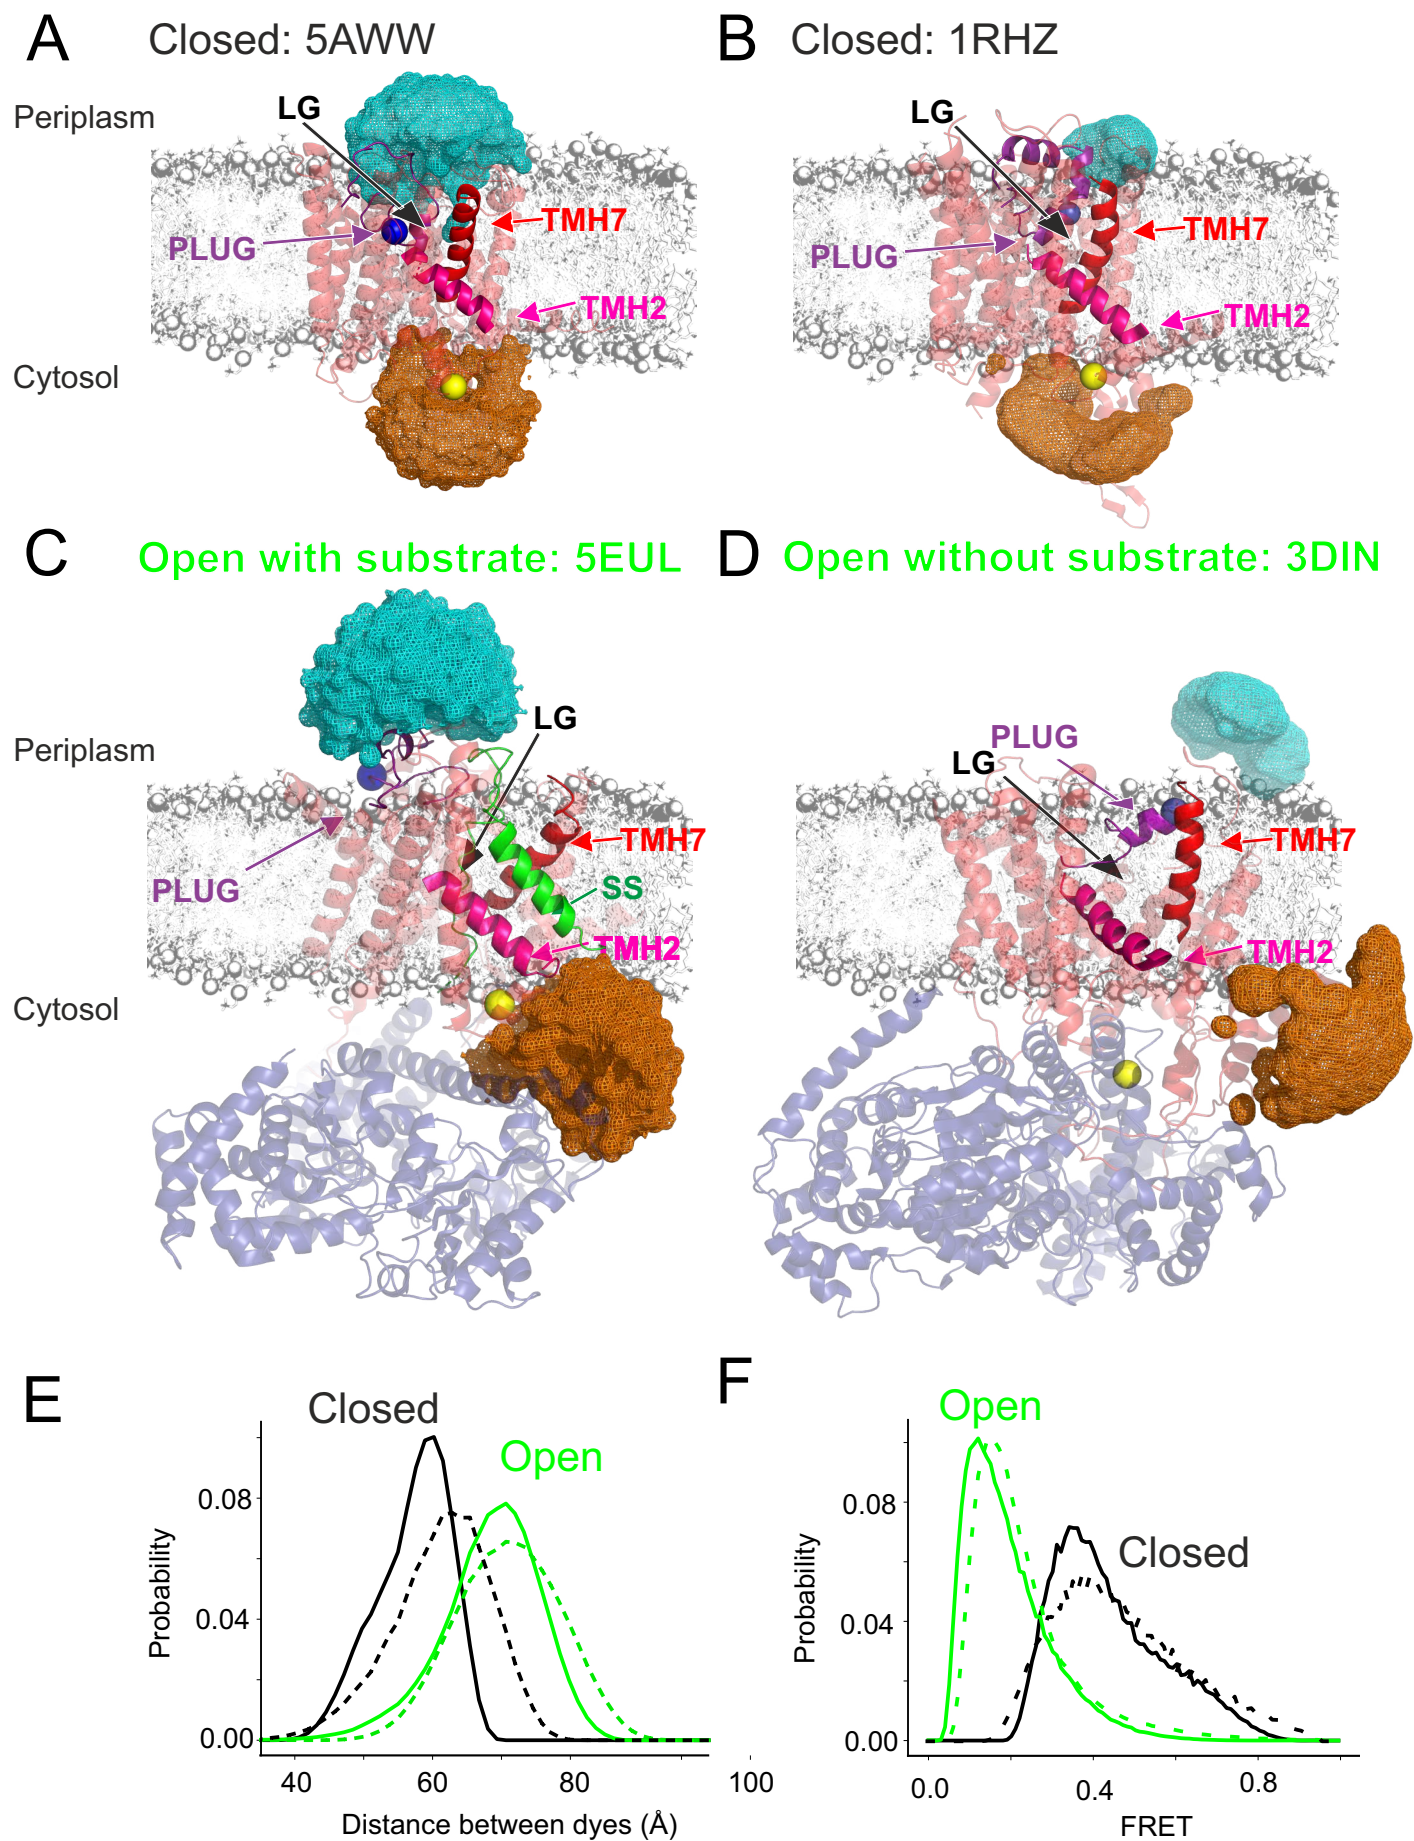 A Closed: 5AWW
B Closed: 1RHZ
Periplasm
LG
PLUG
TMH7
TMH2
Cytosol
LG
PLUG
TMH7
TMH2
C Open with substrate: 5EUL
D Open without substrate: 3DIN
Periplasm
LG
PLUG
TMH7
SS
TMH2
Cytosol
PLUG
LG
TMH7
TMH2
E
Closed
Open
Probability
0.08
0.04
0.00
40 60 80 100
Distance between dyes (Å)
F
Open
Closed
Probability
0.08
0.04
0.00
0.0 0.4 0.8
FRET